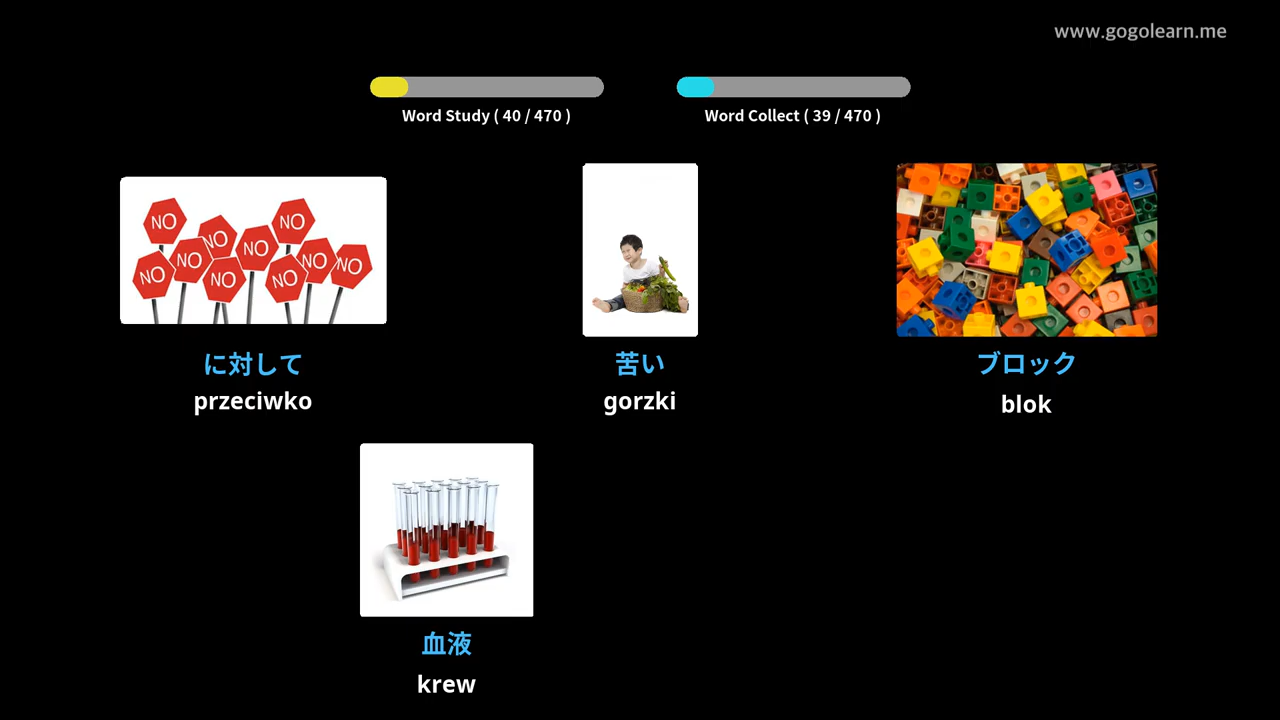 www.gogolearn.me
Word Study ( 40 / 470 )
Word Collect ( 39 / 470 )
NO
NO
NO
NO
NO
NO
NO
NO
NO
NO
に対して
przeciwko
苦い
gorzki
ブロック
blok
血液
krew